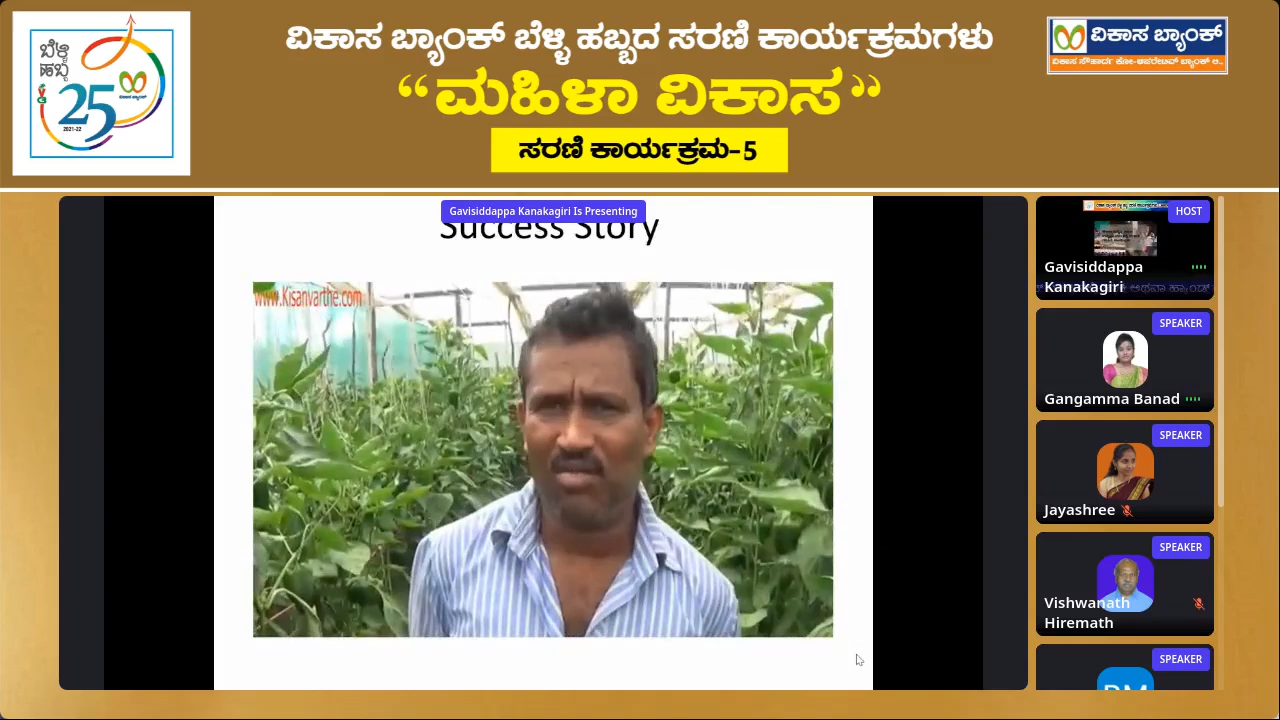 ಬೆಳ್ಳಿ
ಹಬ್ಬ
25
2021-22
ವಿಕಾಸ ಬ್ಯಾಂಕ್ ಬೆಳ್ಳಿ ಹಬ್ಬದ ಸರಣಿ ಕಾರ್ಯಕ್ರಮಗಳು
“ಮಹಿಳಾ ವಿಕಾಸ”
ಸರಣಿ ಕಾರ್ಯಕ್ರಮ-5
ವಿಕಾಸ ಬ್ಯಾಂಕ್
ವಿಕಾಸ ಸೌಹಾರ್ದ ಕೋ-ಆಪರೇಟಿವ್ ಬ್ಯಾಂಕ್ ಲಿ.,
Gavisiddappa Kanakagiri Is Presenting
Success Story
www.Kisanvarthe.com
HOST
Gavisiddappa
Kanakagiri
SPEAKER
Gangamma Banad
SPEAKER
Jayashree
SPEAKER
Vishwanath
Hiremath
SPEAKER